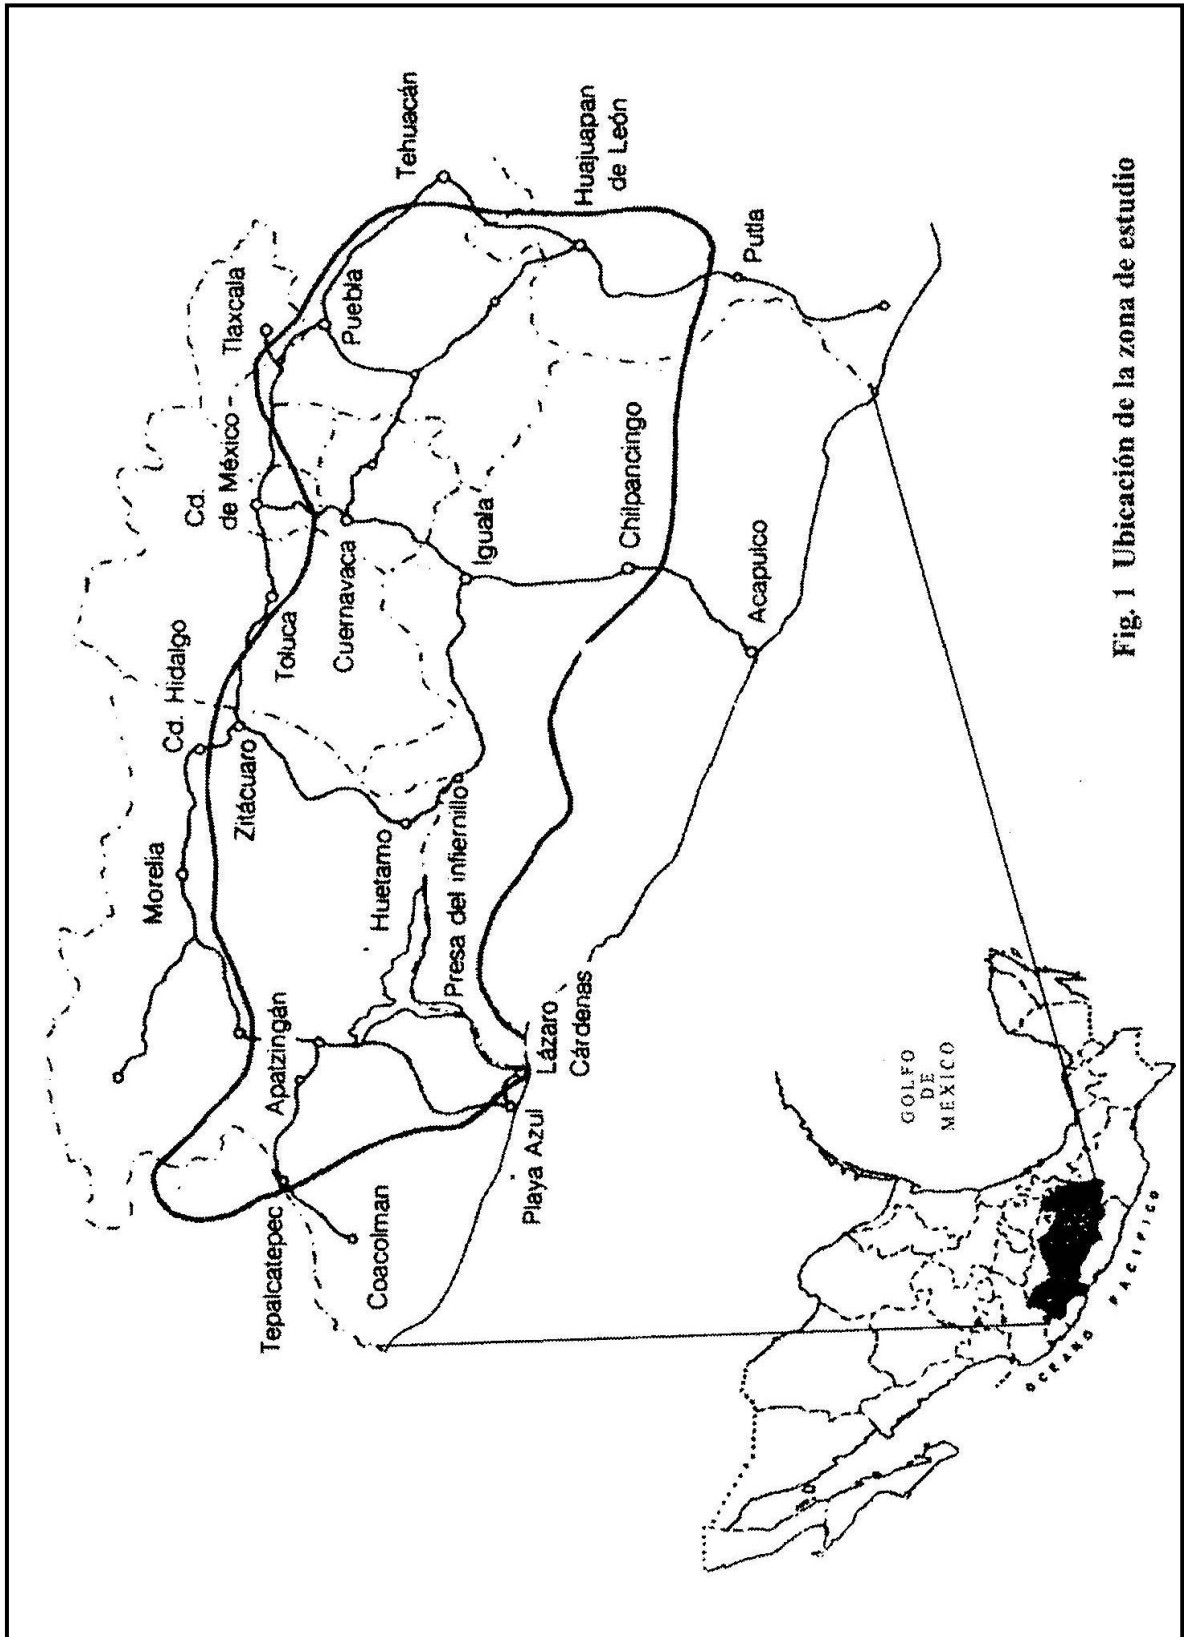 Morelia
Cd. Hidalgo
Cd.
de México
Tlaxcala
Zitácuaro
Tepalcatepec
Apatzingán
Toluca
Cuernavaca
Puebla
Coacolman
Huetamo
Tehuacán
Presa del infiernillo
Iguala
Playa Azul
Lázaro
Cárdenas
Huajuapan
de León
Chilpancingo
Putla
Acapulco
GOLFO
DE
MEXICO
OCEANO PACIFICO
Fig. 1 Ubicación de la zona de estudio